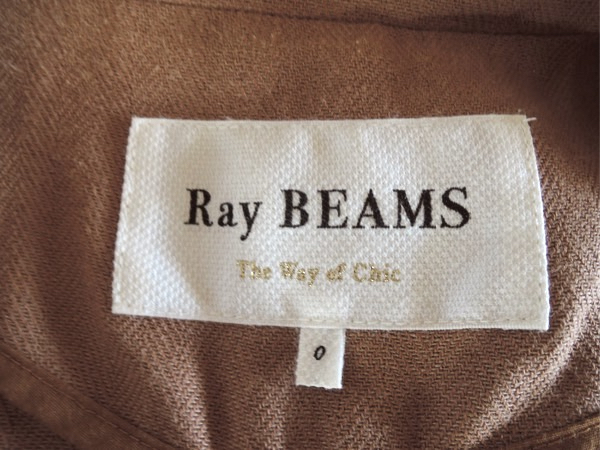 Ray BEAMS
The Way of Chic
0